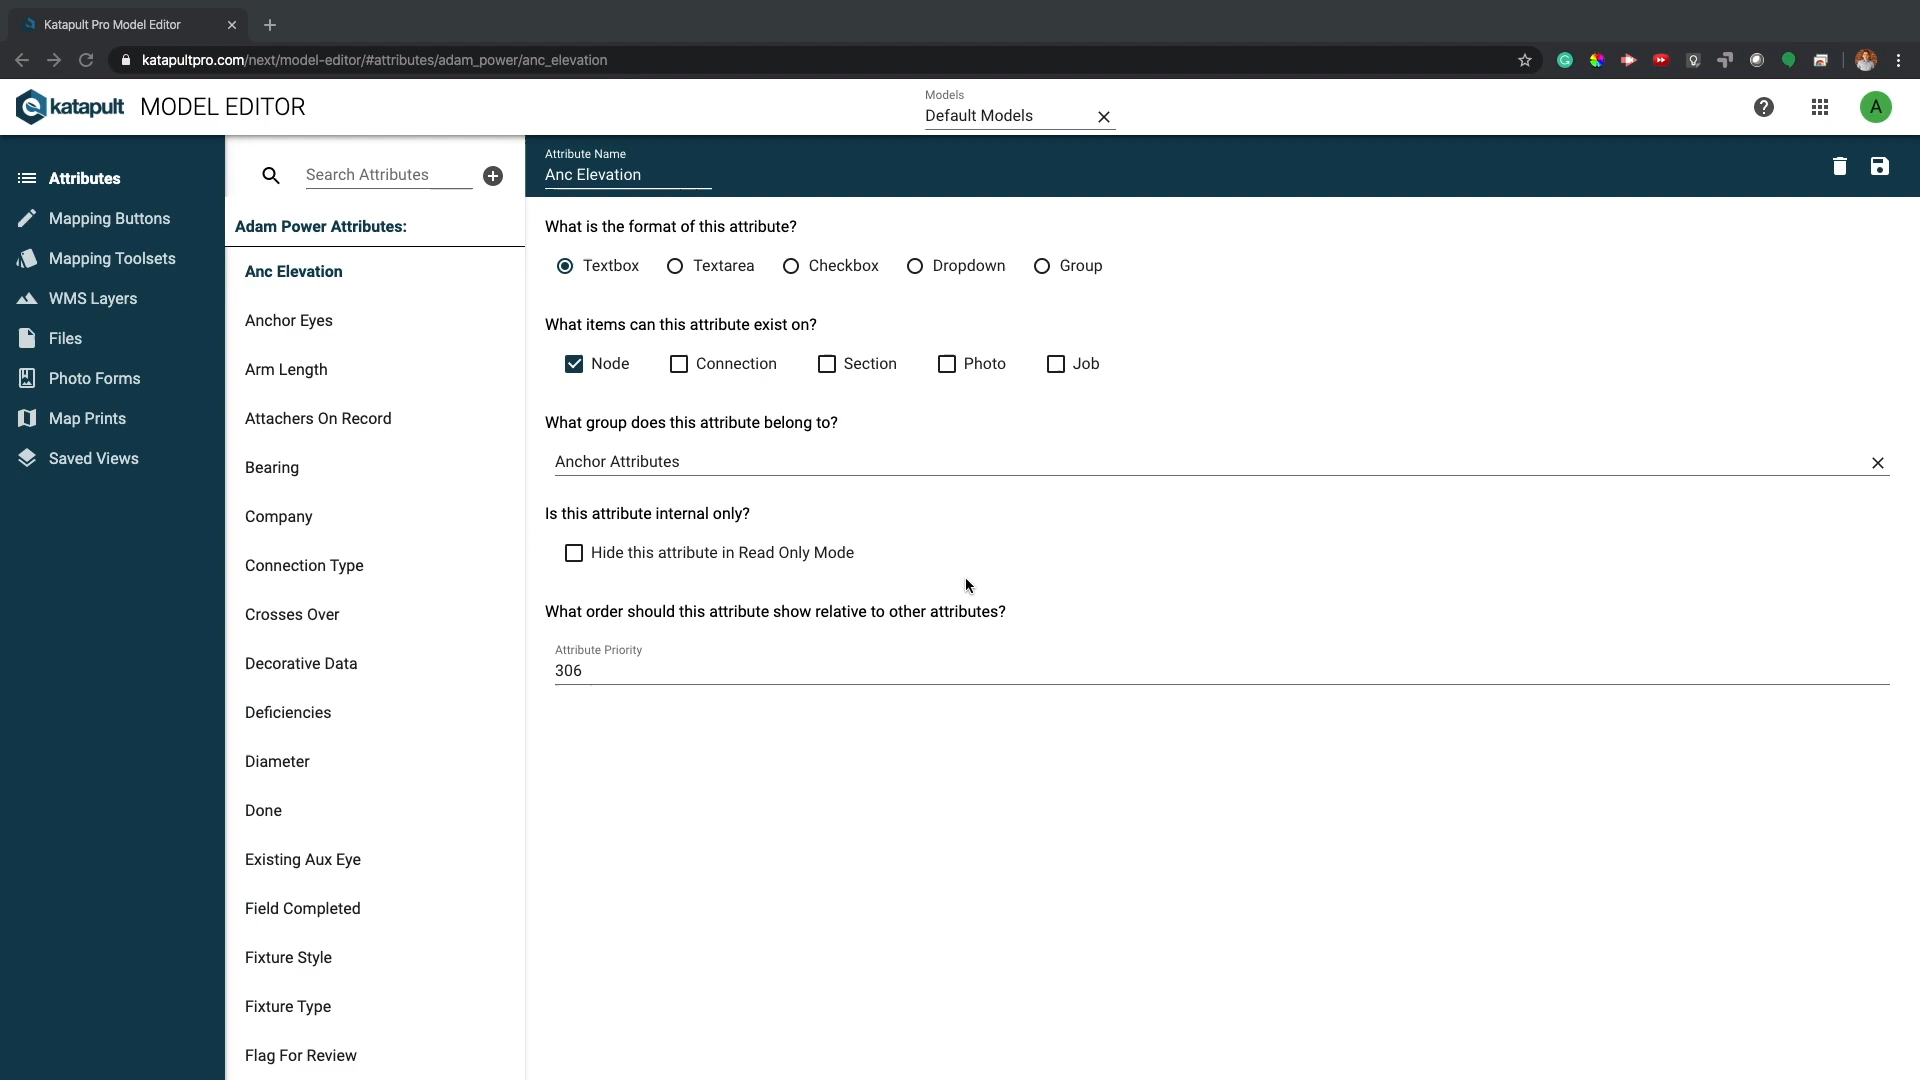 Katapult Pro Model Editor
katapultpro.com/next/model-editor/#attributes/adam_power/anc_elevation
katapult MODEL EDITOR
Models
Default Models
A
Attributes
Mapping Buttons
Mapping Toolsets
WMS Layers
Files
Photo Forms
Map Prints
Saved Views
Search Attributes
Adam Power Attributes:
Anc Elevation
Anchor Eyes
Arm Length
Attachers On Record
Bearing
Company
Connection Type
Crosses Over
Decorative Data
Deficiencies
Diameter
Done
Existing Aux Eye
Field Completed
Fixture Style
Fixture Type
Flag For Review
Attribute Name
Anc Elevation
What is the format of this attribute?
Textbox Textarea Checkbox Dropdown Group
What items can this attribute exist on?
Node Connection Section Photo Job
What group does this attribute belong to?
Anchor Attributes
Is this attribute internal only?
Hide this attribute in Read Only Mode
What order should this attribute show relative to other attributes?
Attribute Priority
306